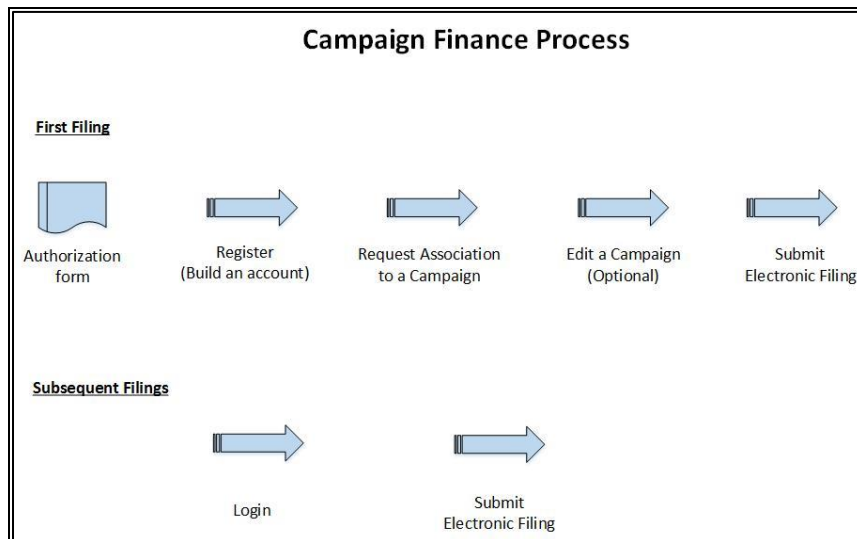 Campaign Finance Process
First Filing
Authorization
form
Register
(Build an account)
Request Association
to a Campaign
Edit a Campaign
(Optional)
Submit
Electronic Filing
Subsequent Filings
Login
Submit
Electronic Filing